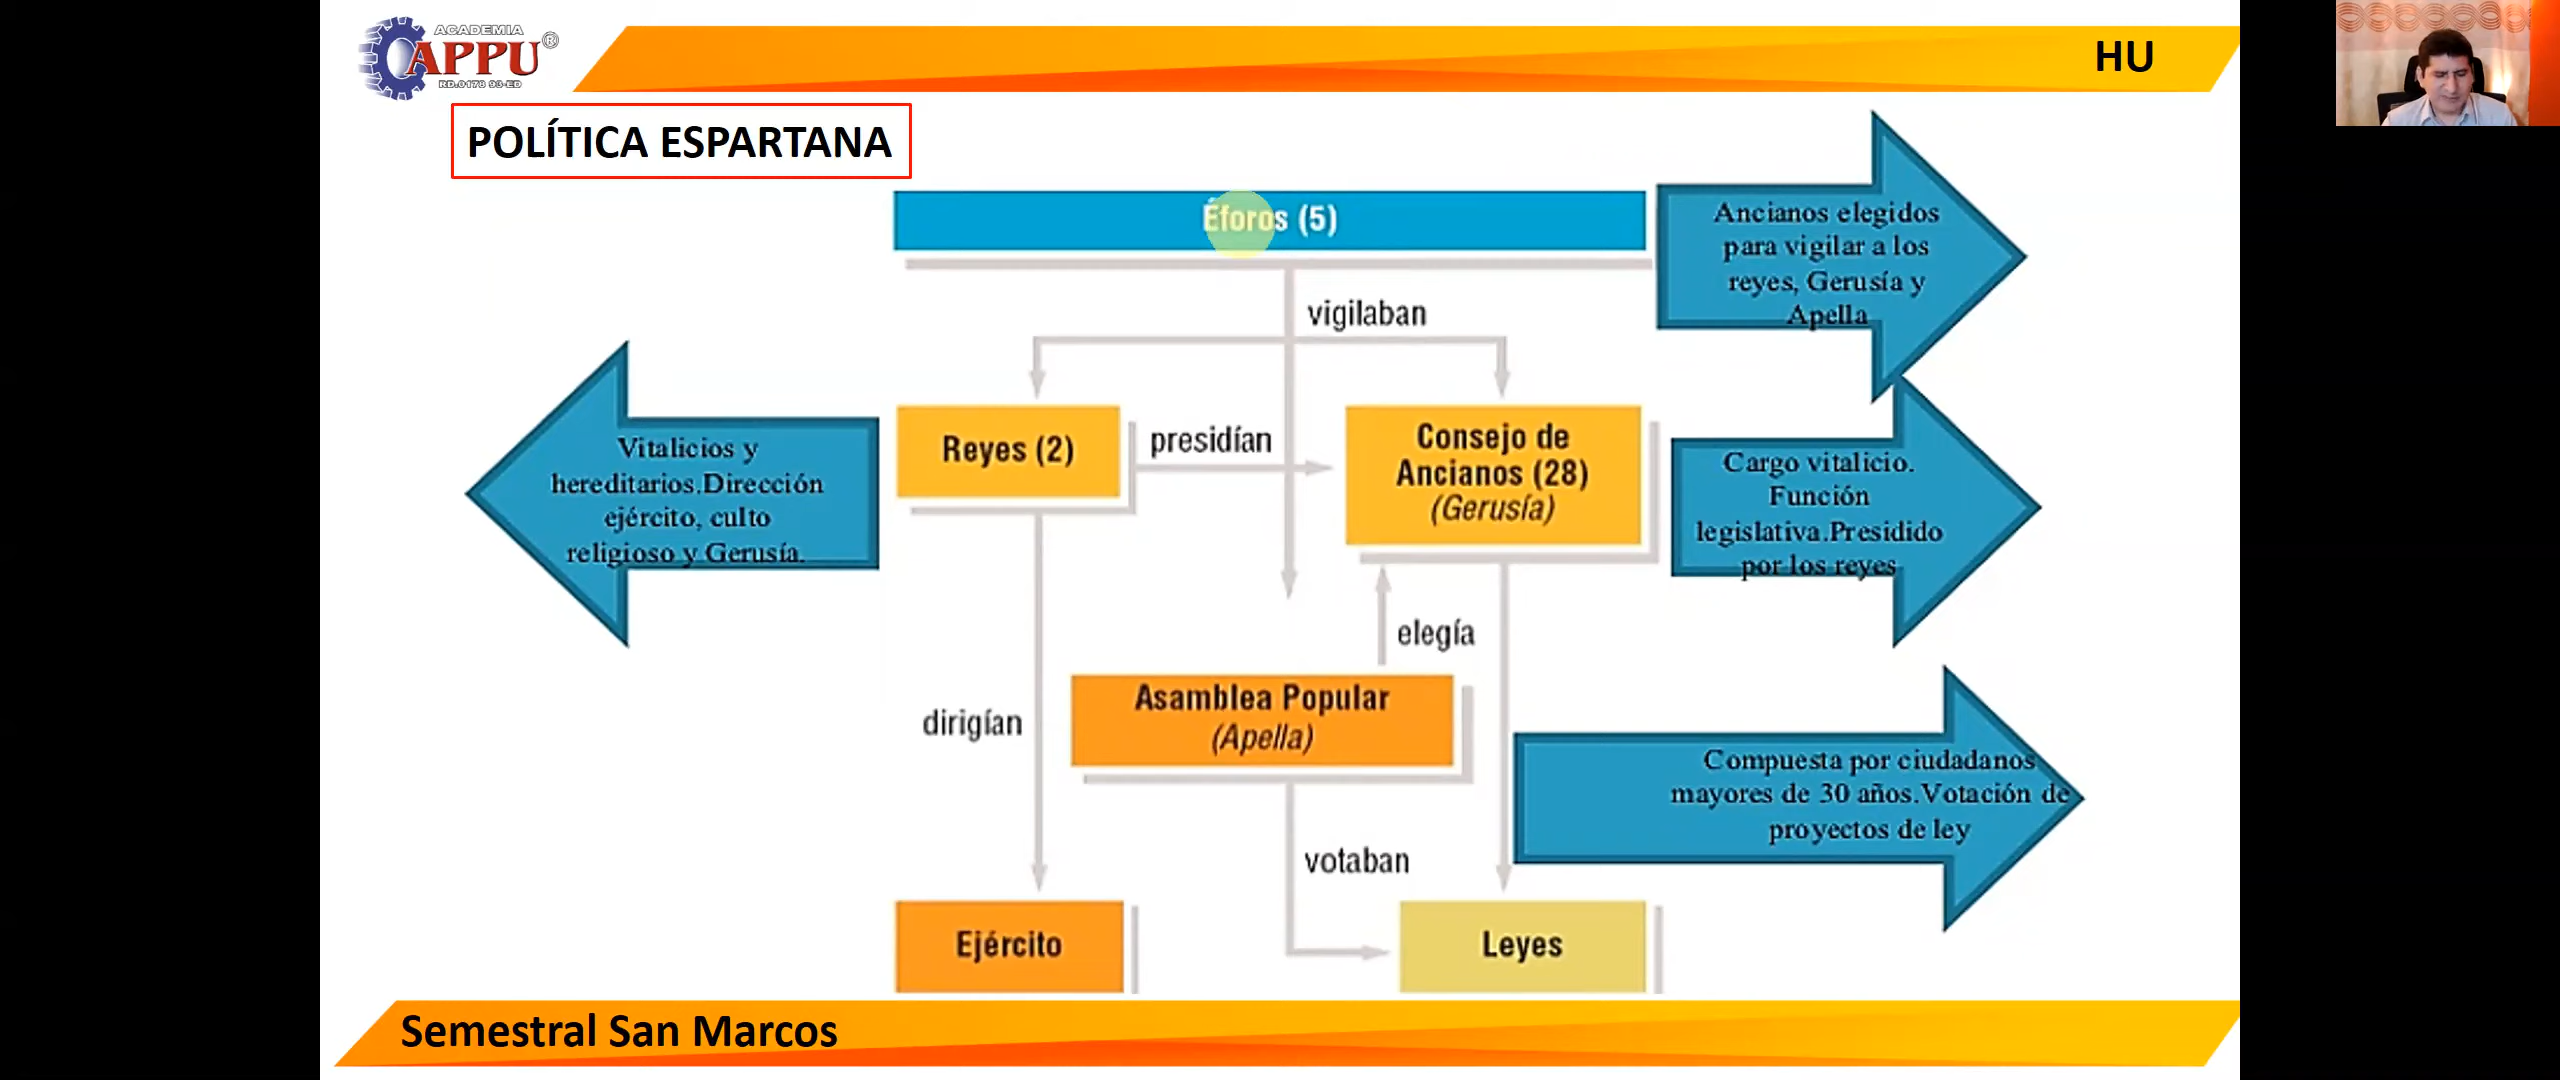 ACADEMIA
APPU®
RD.0170 93-ED
HU
POLÍTICA ESPARTANA
Éforos (5)
Ancianos elegidos
para vigilar a los
reyes, Gerusía y
Apella
vigilaban
Vitalicios y
hereditarios.Dirección
ejército, culto
religioso y Gerusía.
Reyes (2)
presidían
Consejo de
Ancianos (28)
(Gerusía)
Cargo vitalicio.
Función
legislativa.Presidido
por los reyes
elegía
dirigían
Asamblea Popular
(Apella)
Compuesta por ciudadanos
mayores de 30 años.Votación de
proyectos de ley
votaban
Ejército
Leyes
Semestral San Marcos